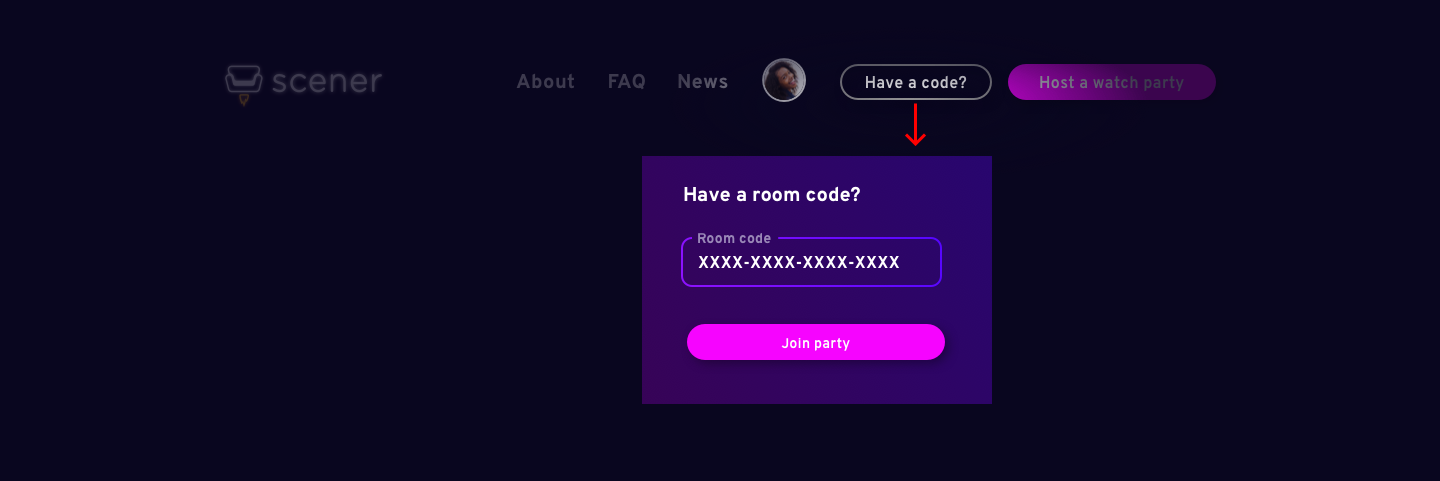 scener
About
FAQ
News
Have a code?
Host a watch party
Have a room code?
Room code
XXXX-XXXX-XXXX-XXXX
Join party